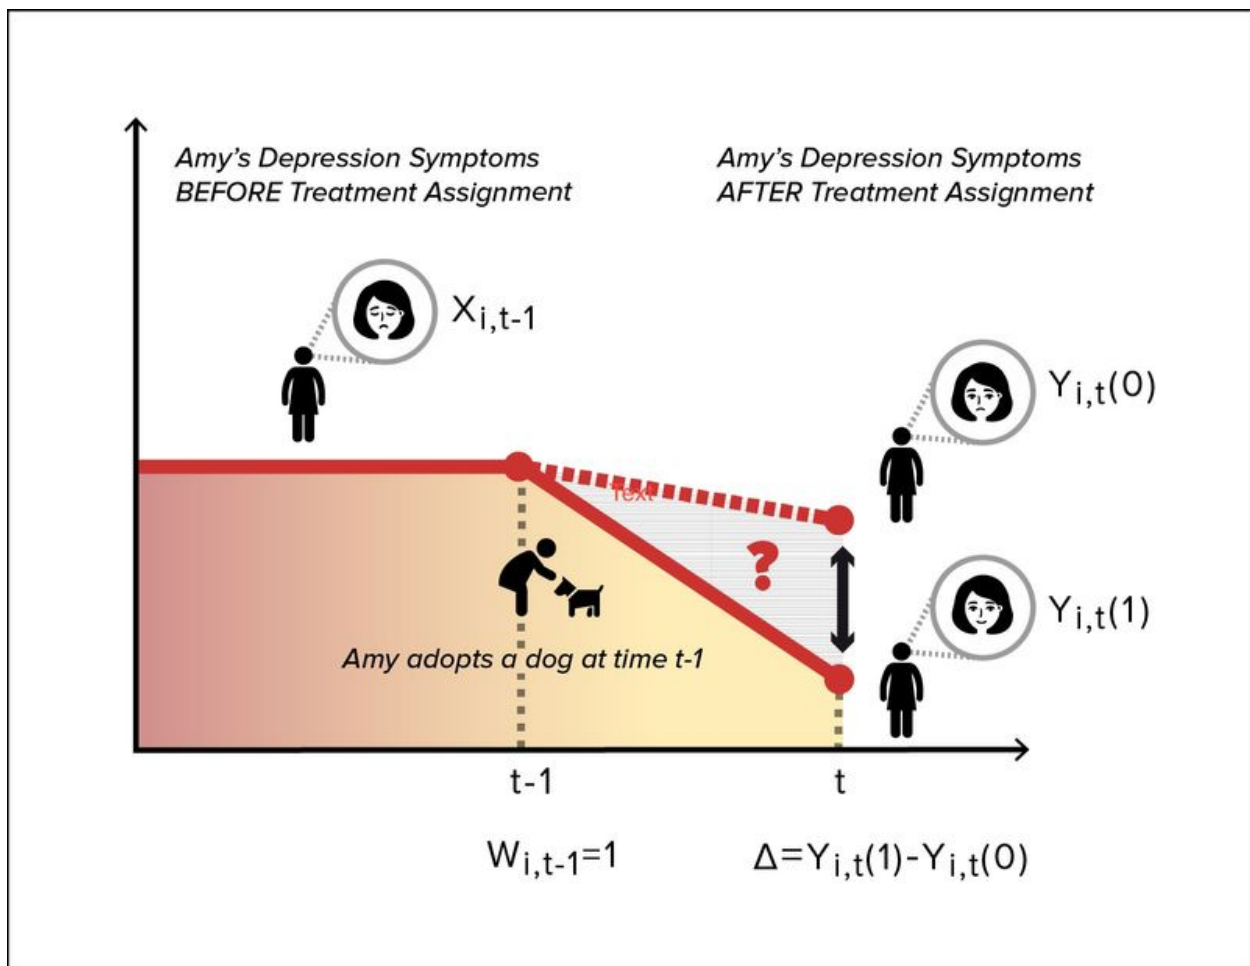 Amy's Depression Symptoms
BEFORE Treatment Assignment
Amy's Depression Symptoms
AFTER Treatment Assignment
Xi,t-1
Yi,t(0)
Text
?
Yi,t(1)
Amy adopts a dog at time t-1
t-1
t
Wi,t-1=1
Δ=Yi,t(1)-Yi,t(0)